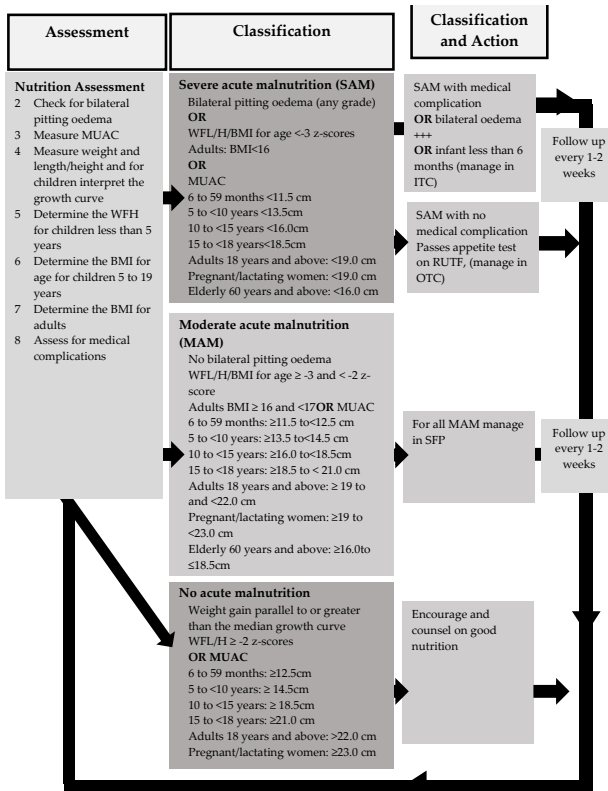 Assessment
Classification
Classification
and Action
Nutrition Assessment
2 Check for bilateral
pitting oedema
3 Measure MUAC
4 Measure weight and
length/height and for
children interpret the
growth curve
5 Determine the WFH
for children less than 5
years
6 Determine the BMI for
age for children 5 to 19
years
7 Determine the BMI for
adults
8 Assess for medical
complications
Severe acute malnutrition (SAM)
Bilateral pitting oedema (any grade)
OR
WFL/H/BMI for age <-3 z-scores
Adults: BMI<16
OR
MUAC
6 to 59 months <11.5 cm
5 to <10 years <13.5cm
10 to <15 years <16.0cm
15 to <18 years<18.5cm
Adults 18 years and above: <19.0 cm
Pregnant/lactating women: <19.0 cm
Elderly 60 years and above: <16.0 cm
SAM with medical
complication
OR bilateral oedema
+++
OR infant less than 6
months (manage in
ITC)
Follow up
every 1-2
weeks
SAM with no
medical complication
Passes appetite test
on RUTF, (manage in
OTC)
Moderate acute malnutrition
(MAM)
No bilateral pitting oedema
WFL/H/BMI for age ≥ -3 and < -2 z-
score
Adults BMI ≥ 16 and <17OR MUAC
6 to 59 months: ≥11.5 to<12.5 cm
5 to <10 years: ≥13.5 to<14.5 cm
10 to <15 years: ≥16.0 to<18.5cm
15 to <18 years: ≥18.5 to < 21.0 cm
Adults 18 years and above: ≥ 19 to
and <22.0 cm
Pregnant/lactating women: ≥19 to
<23.0 cm
Elderly 60 years and above: ≥16.0to
≤18.5cm
For all MAM manage
in SFP
Follow up
every 1-2
weeks
No acute malnutrition
Weight gain parallel to or greater
than the median growth curve
WFL/H ≥ -2 z-scores
OR MUAC
6 to 59 months: ≥12.5cm
5 to <10 years: ≥ 14.5cm
10 to <15 years: ≥ 18.5cm
15 to <18 years: ≥21.0 cm
Adults 18 years and above: >22.0 cm
Pregnant/lactating women: ≥23.0 cm
Encourage and
counsel on good
nutrition